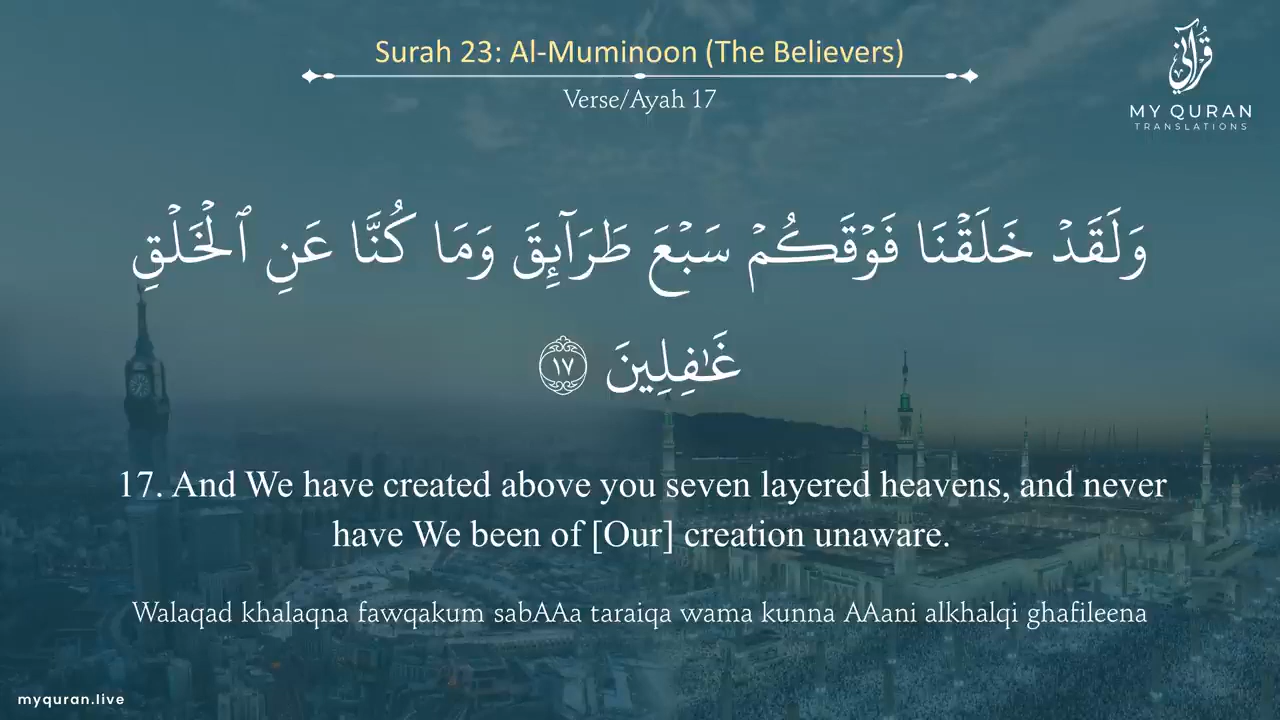 Surah 23: Al-Muminoon (The Believers)
Verse/Ayah 17
قرآني
MY QURAN
TRANSLATIONS
وَلَقَدْ خَلَقْنَا فَوْقَكُمْ سَبْعَ طَرَآئِقَ وَمَا كُنَّا عَنِ ٱلْخَلْقِ
غَـٰفِلِينَ ١٧
17. And We have created above you seven layered heavens, and never
have We been of [Our] creation unaware.
Walaqad khalaqna fawqakum sabAAa taraiqa wama kunna AAani alkhalqi ghafileena
myquran.live